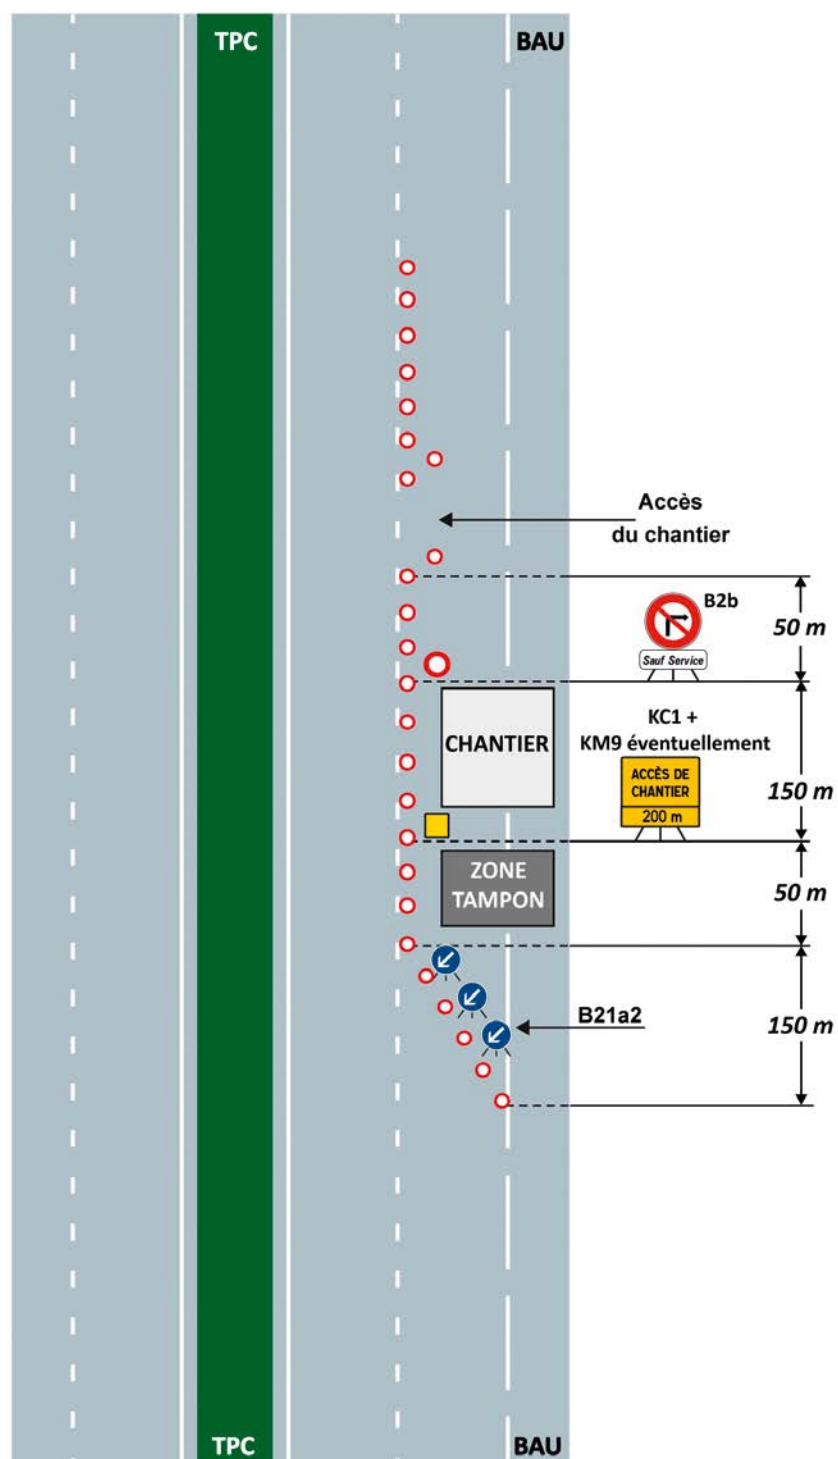 TPC
BAU
Accès
du chantier
B2b
50 m
Sauf Service
CHANTIER
KC1 +
KM9 éventuellement
ACCÈS DE
CHANTIER
200 m
150 m
ZONE
TAMPON
50 m
B21a2
150 m
TPC
BAU